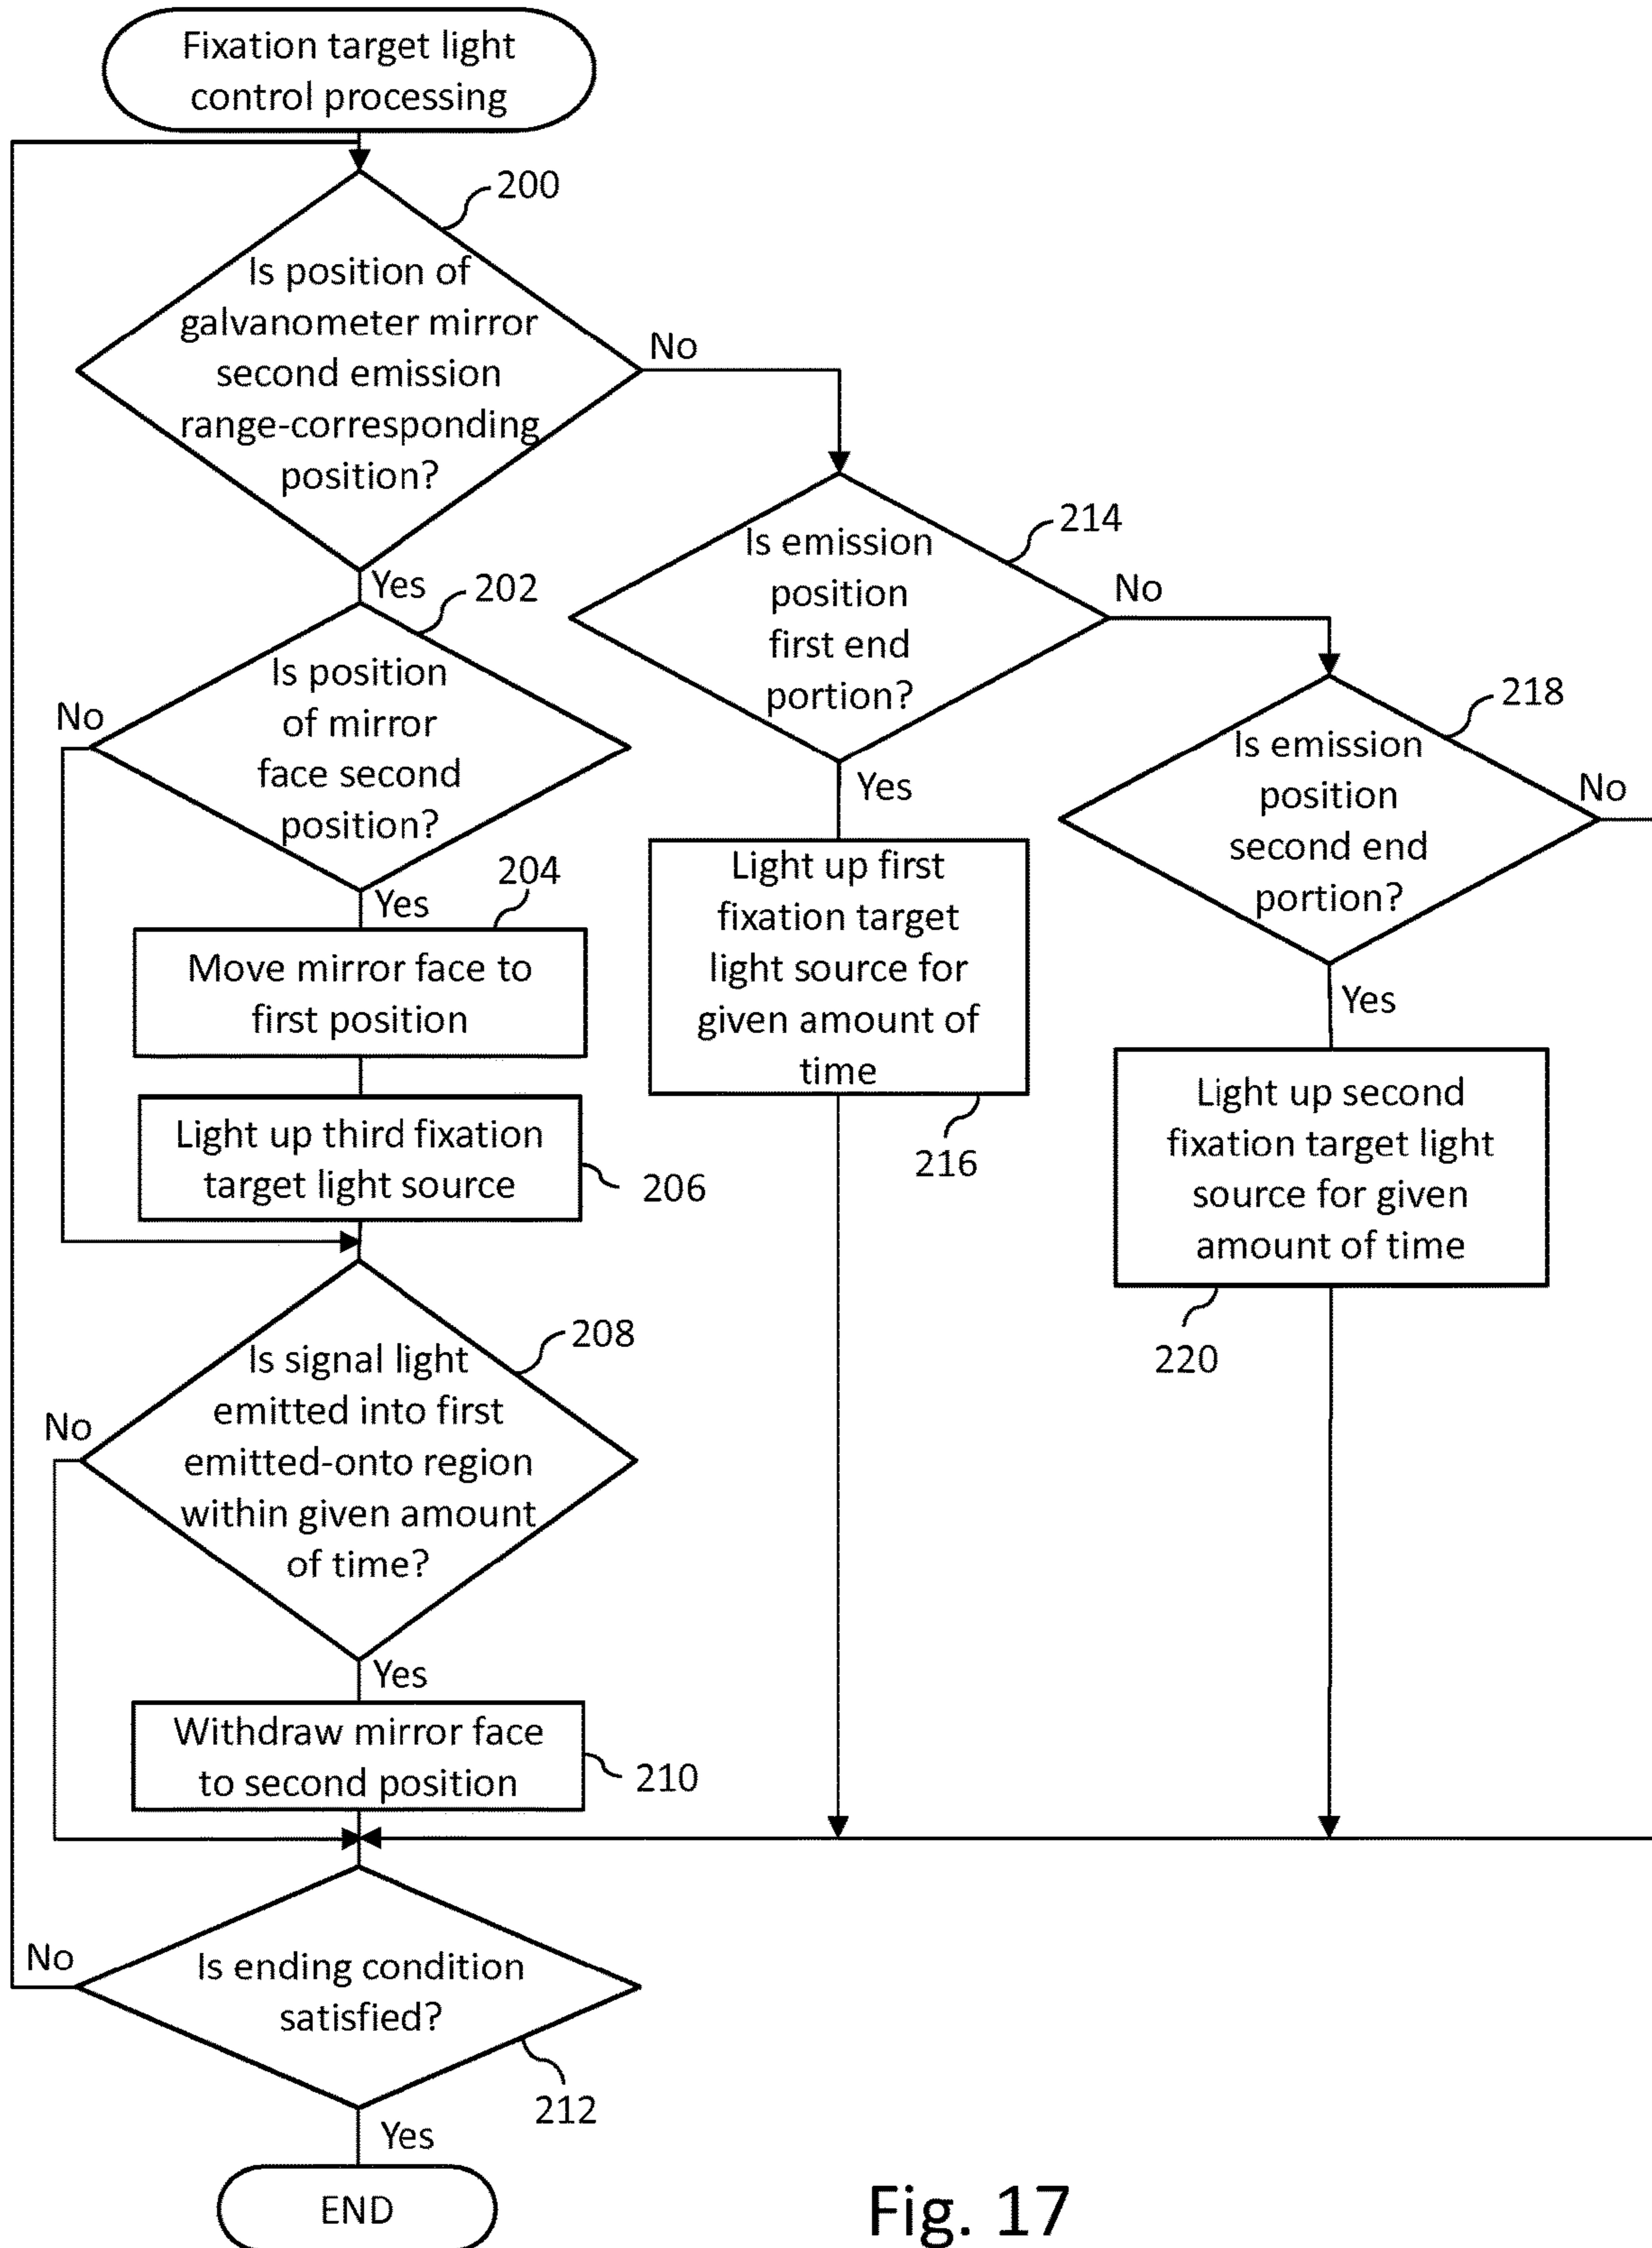 Fixation target light
control processing
200
Is position of
galvanometer mirror
second emission
range-corresponding
position?
No
Yes
202
Is position
of mirror
face second
position?
No
Yes
204
Move mirror face to
first position
Light up third fixation
target light source
206
208
Is signal light
emitted into first
emitted-onto region
within given amount
of time?
No
Yes
Withdraw mirror face
to second position
210
Is ending condition
satisfied?
No
212
Yes
END
214
Is emission
position
first end
portion?
No
Yes
Light up first
fixation target
light source for
given amount of
time
216
218
Is emission
position
second end
portion?
No
Yes
Light up second
fixation target light
source for given
amount of time
220
Fig. 17